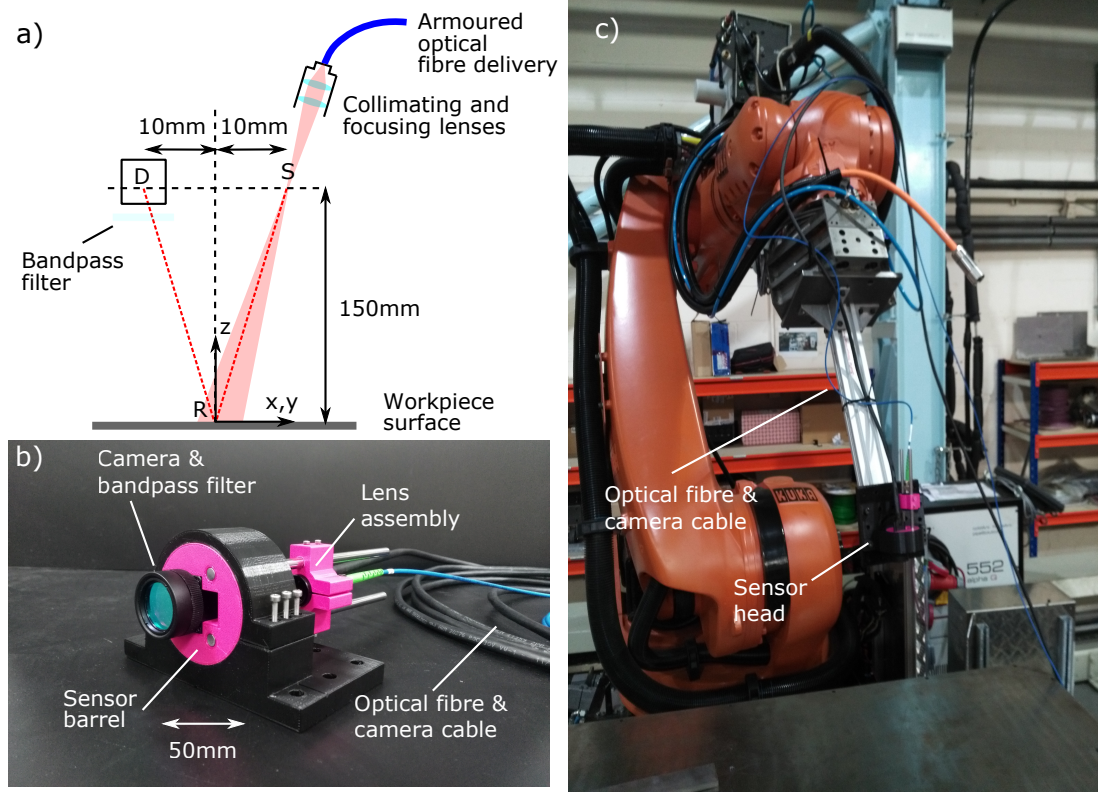 a)
Armoured
optical
fibre delivery
Collimating and
focusing lenses
10mm 10mm
D
S
Bandpass
filter
150mm
z
R
x,y
Workpiece
surface
b)
Camera &
bandpass filter
Lens
assembly
Sensor
barrel
50mm
Optical fibre &
camera cable
c)
Optical fibre &
camera cable
KUKA
Sensor
head
552
alpha G